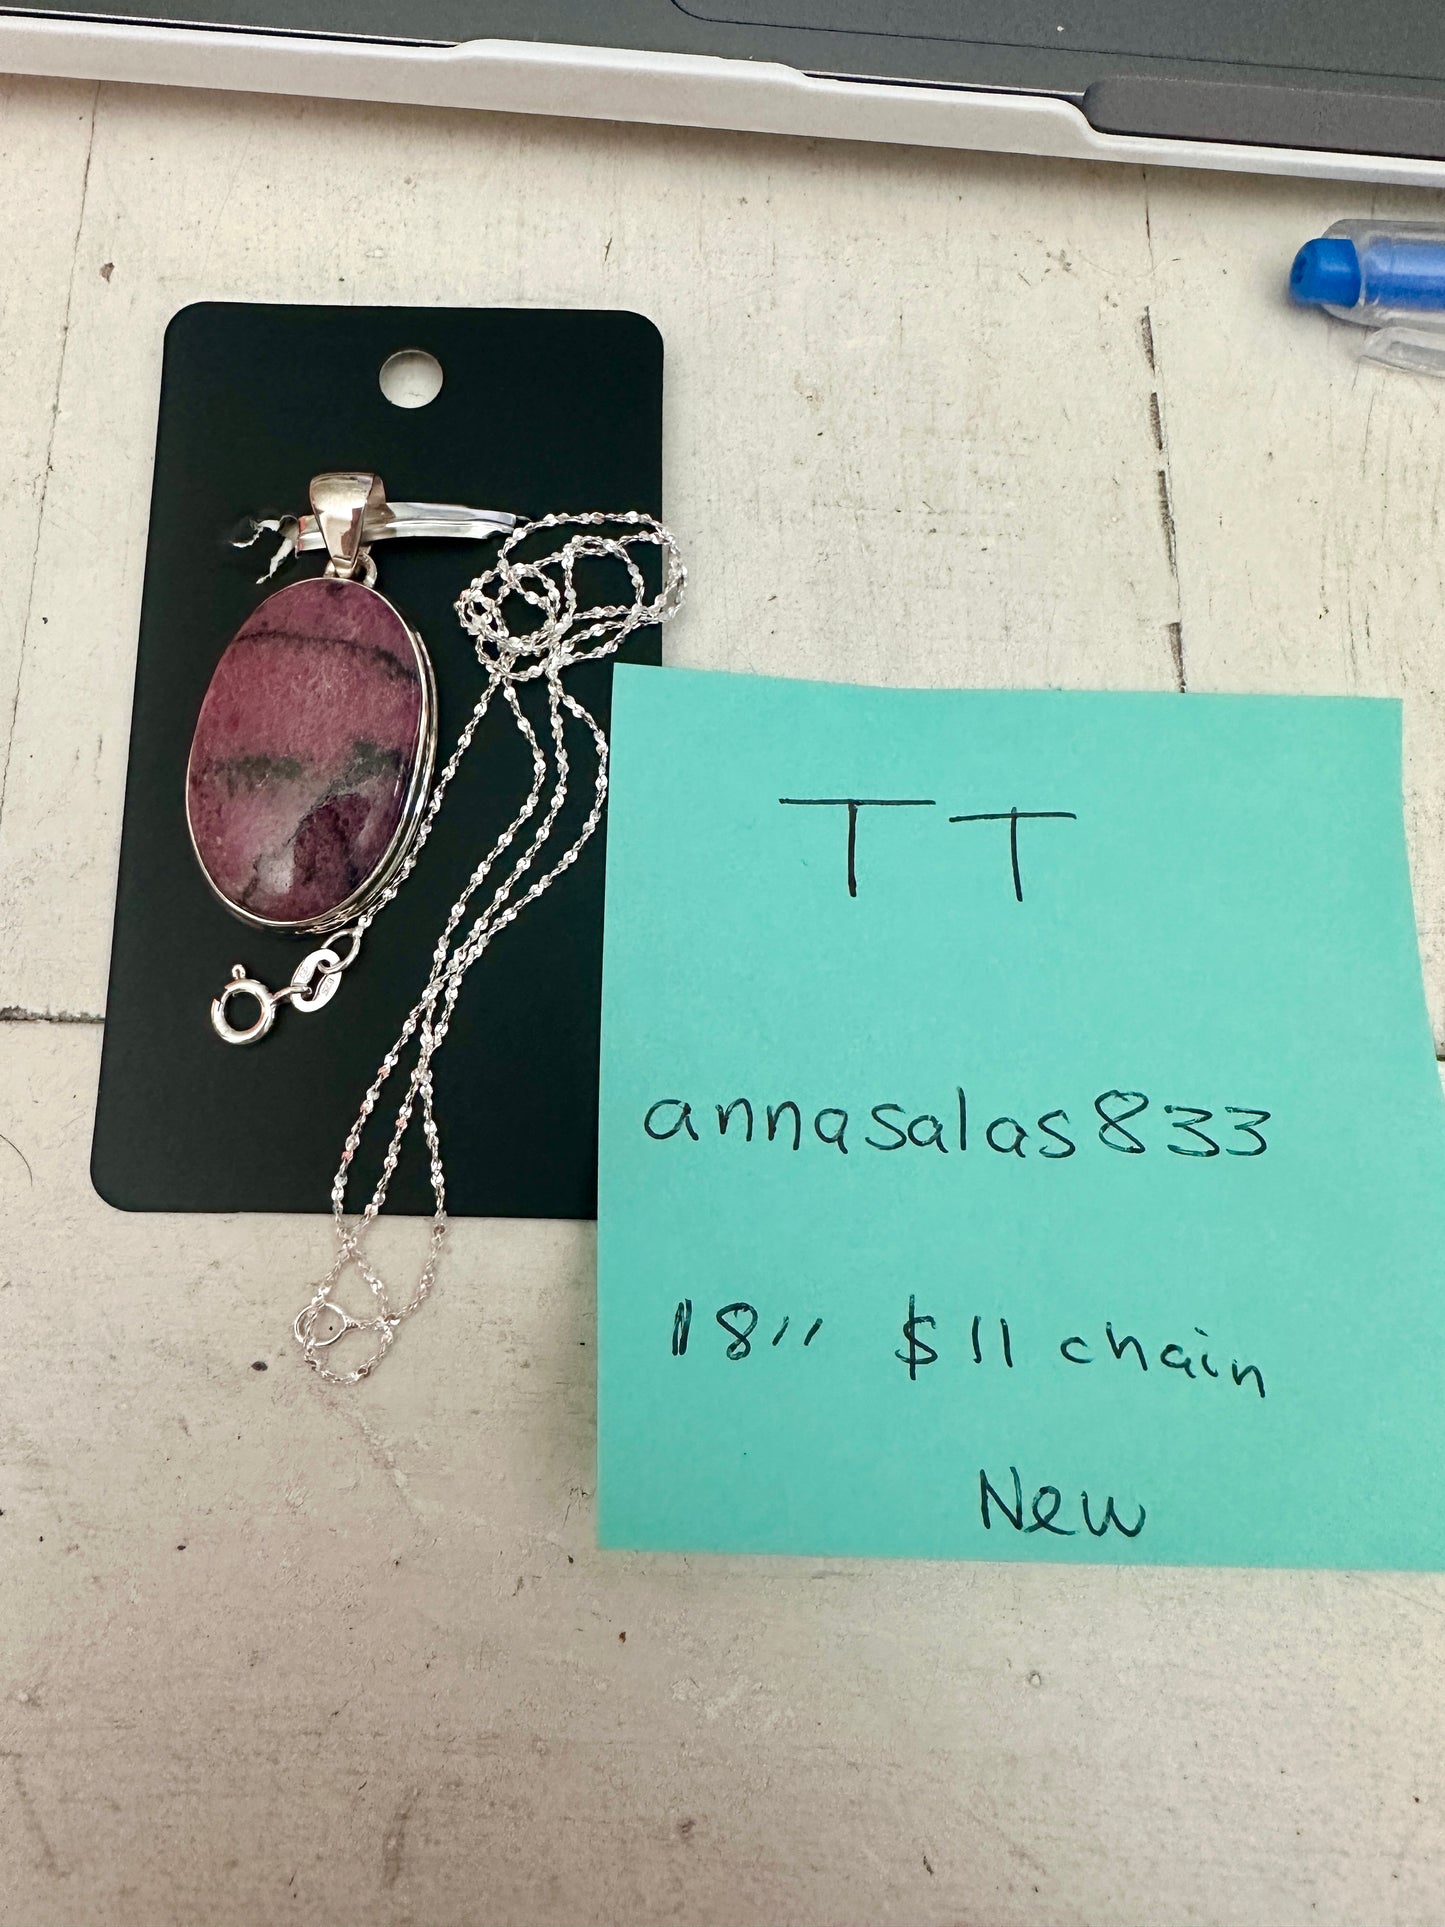 TT
annasalas833
18" $11 chain
New